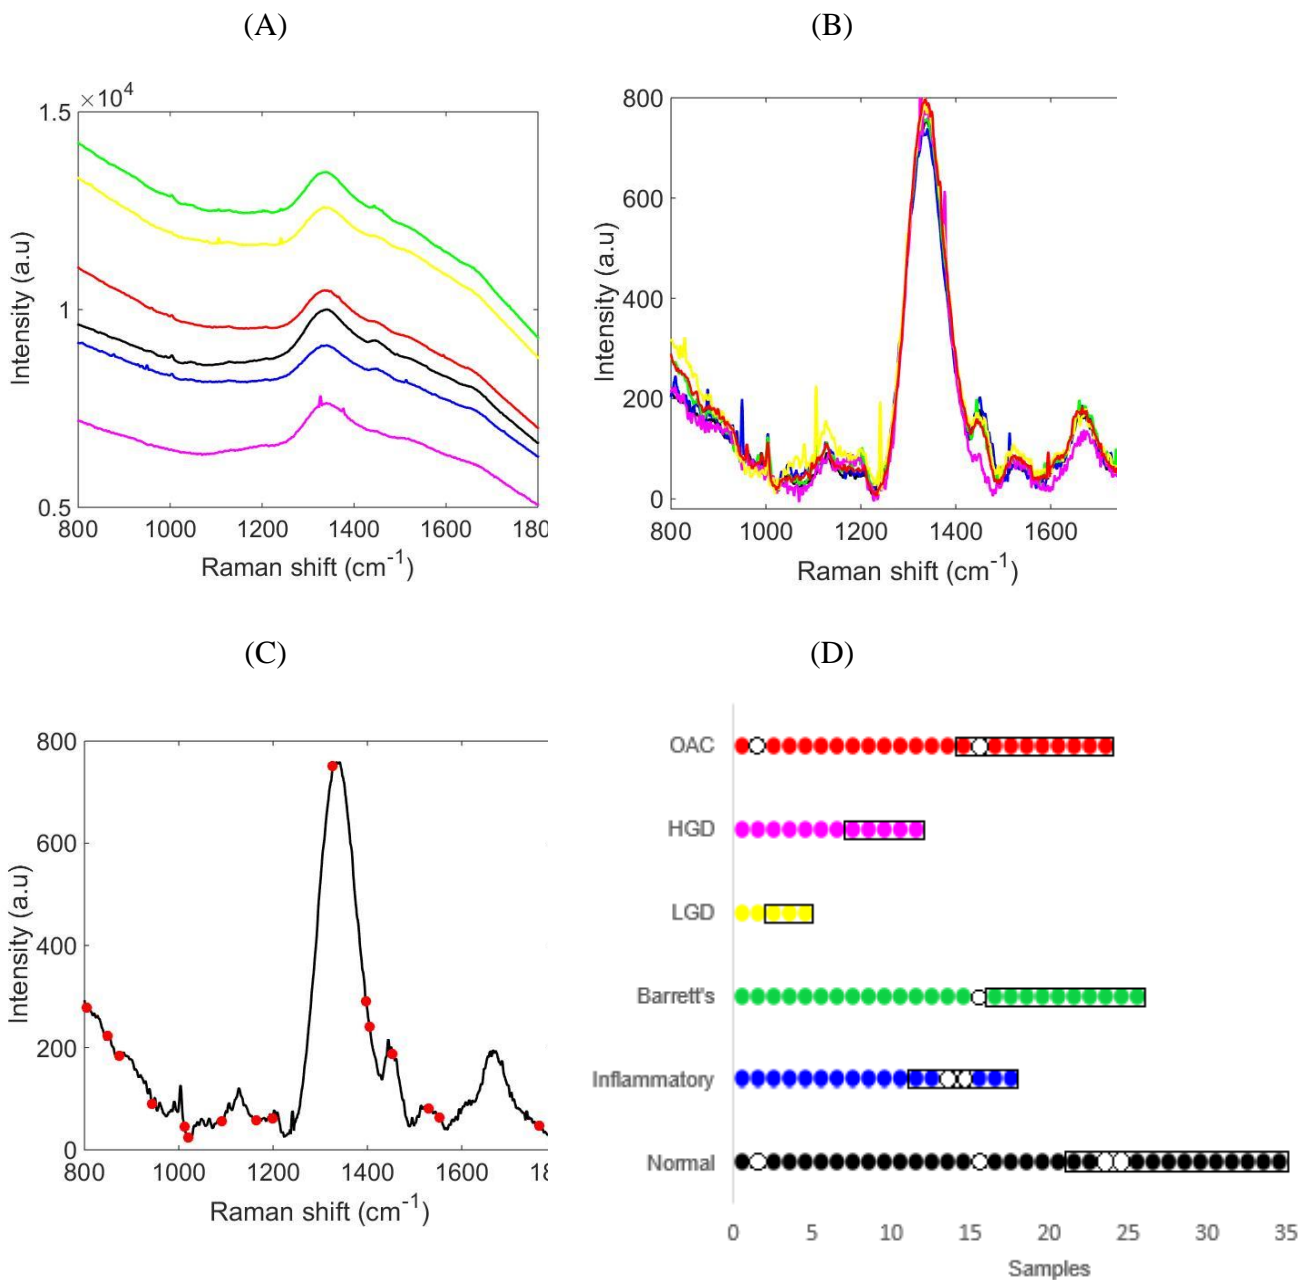 (A)
(B)
×10⁴
1.5
1
0.5
Intensity (a.u)
800 1000 1200 1400 1600 180
Raman shift (cm⁻¹)
800
600
400
200
0
Intensity (a.u)
800 1000 1200 1400 1600
Raman shift (cm⁻¹)
(C)
(D)
800
600
400
200
0
Intensity (a.u)
800 1000 1200 1400 1600 18
Raman shift (cm⁻¹)
OAC
HGD
LGD
Barrett's
Inflammatory
Normal
0 5 10 15 20 25 30 35
Samples